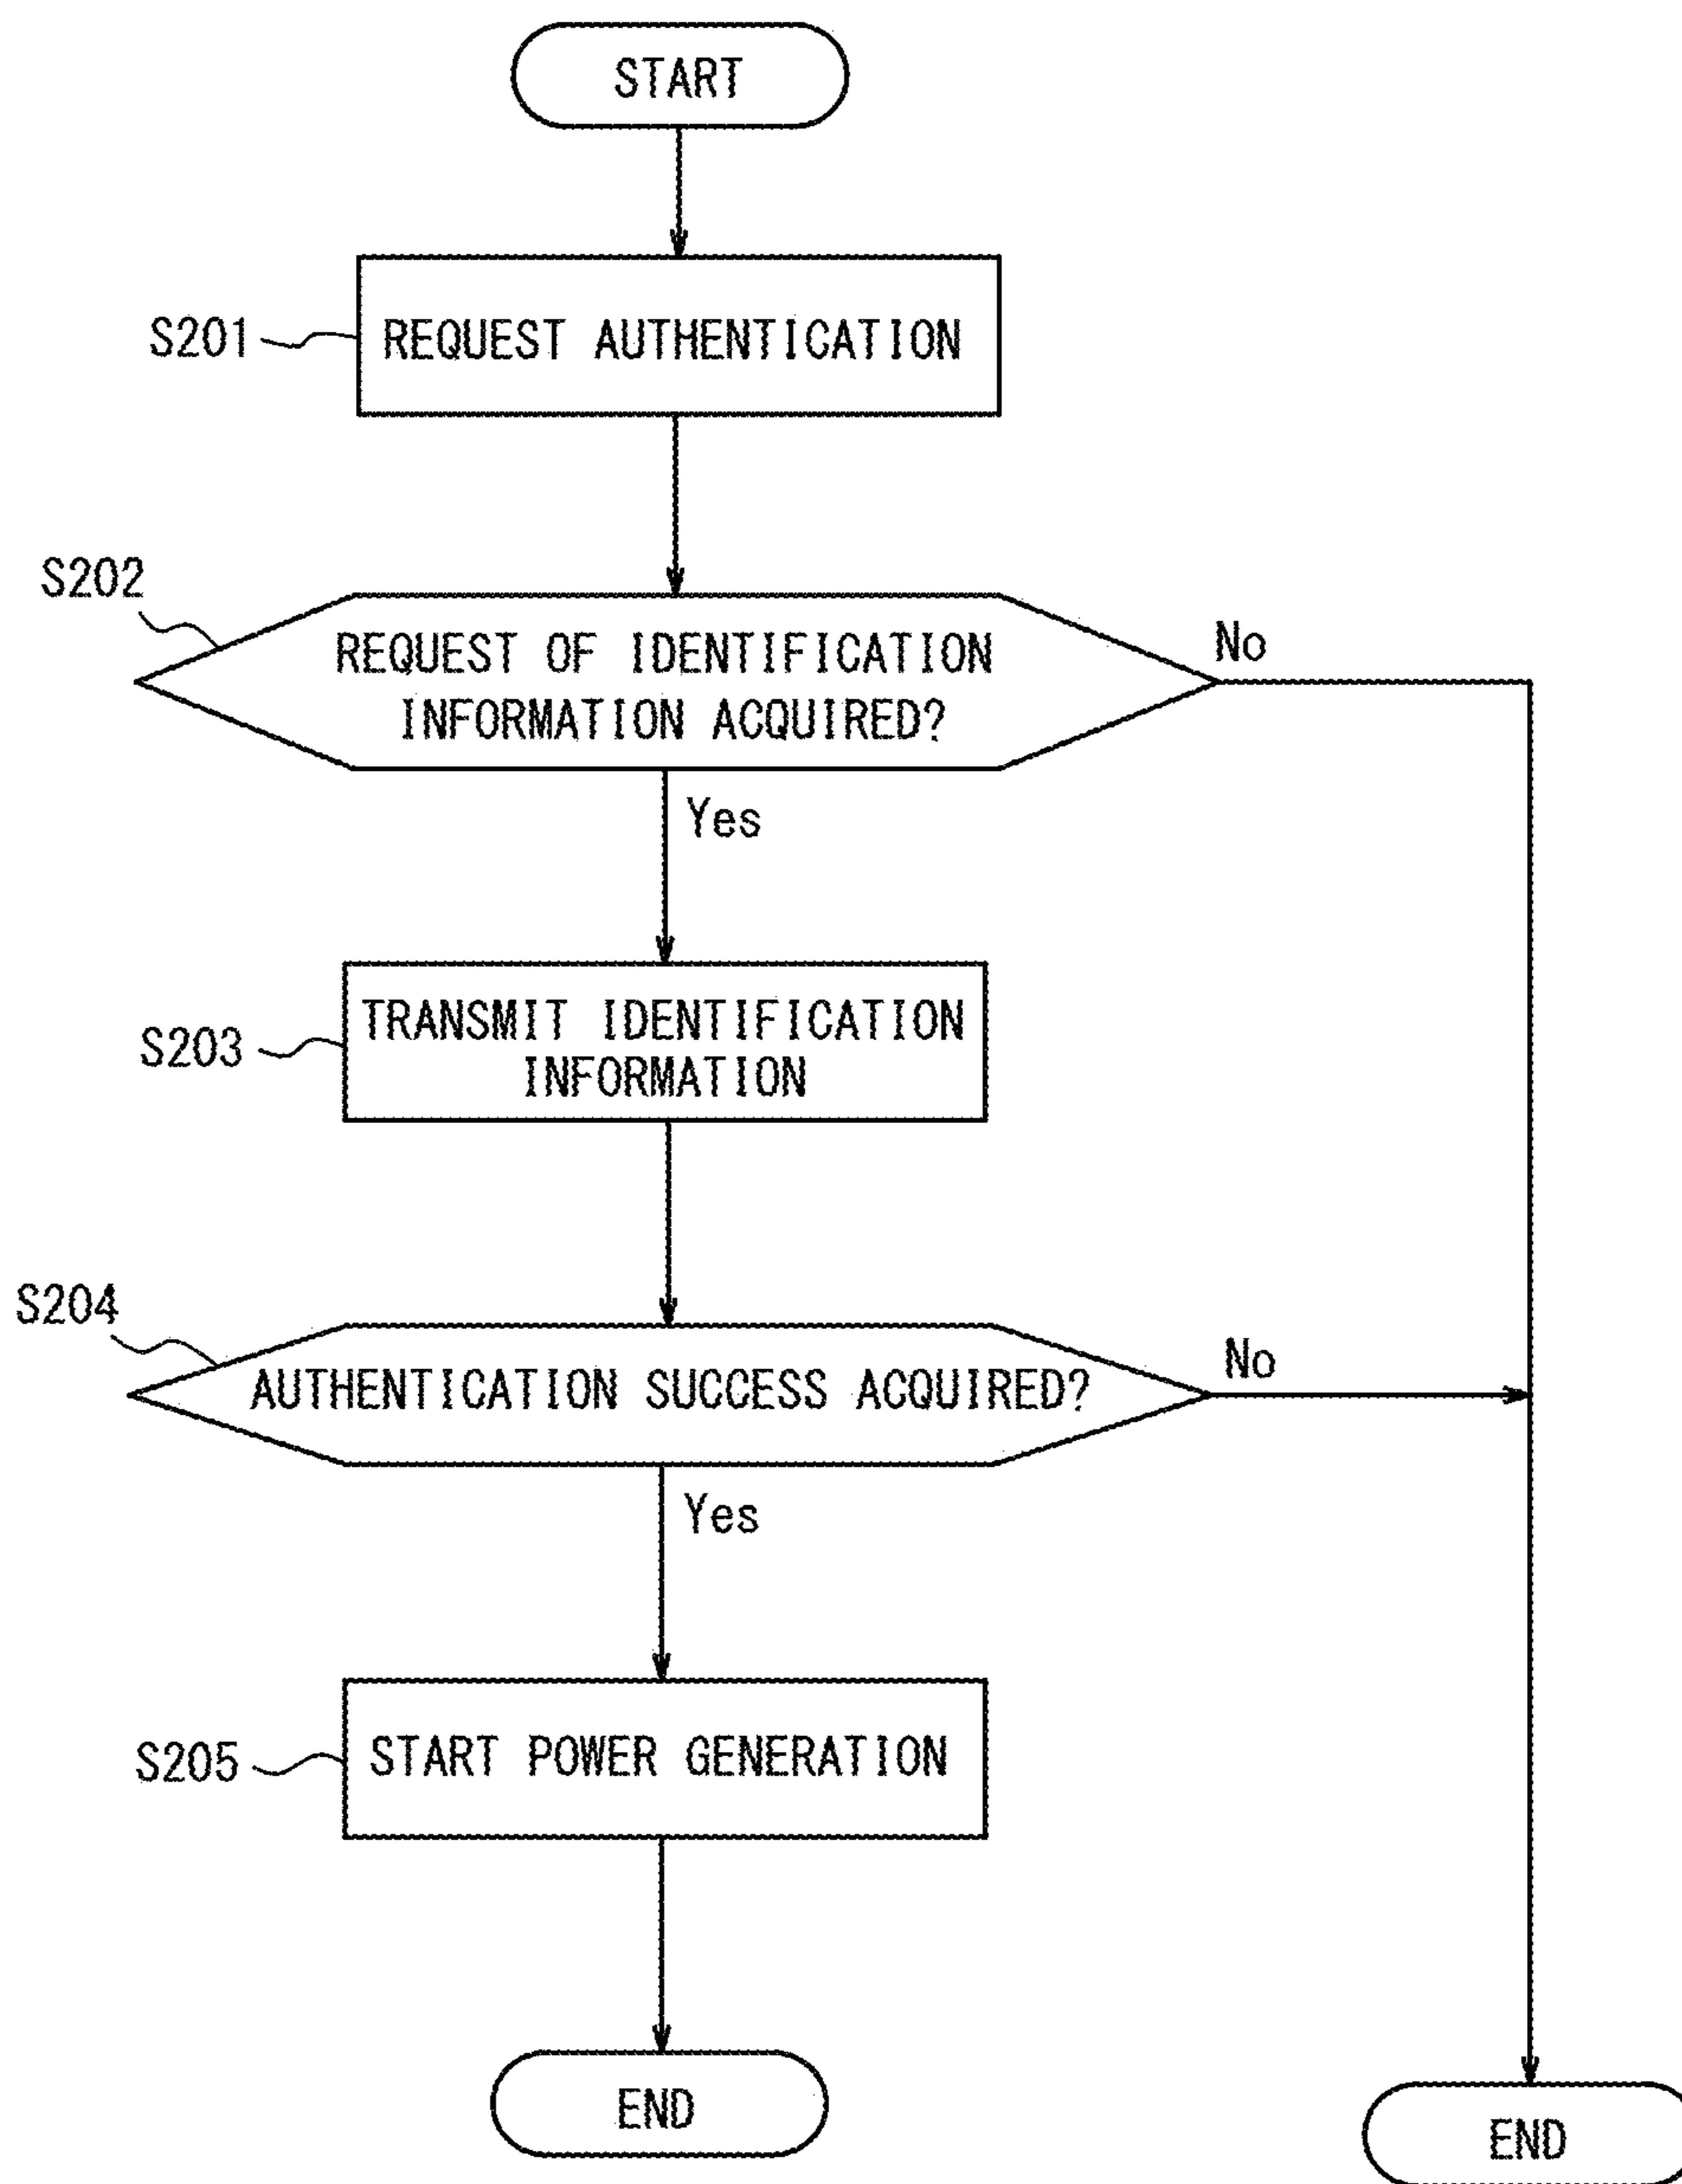 START
S201
REQUEST AUTHENTICATION
S202
REQUEST OF IDENTIFICATION
INFORMATION ACQUIRED?
No
Yes
S203
TRANSMIT IDENTIFICATION
INFORMATION
S204
AUTHENTICATION SUCCESS ACQUIRED?
No
Yes
S205
START POWER GENERATION
END
END